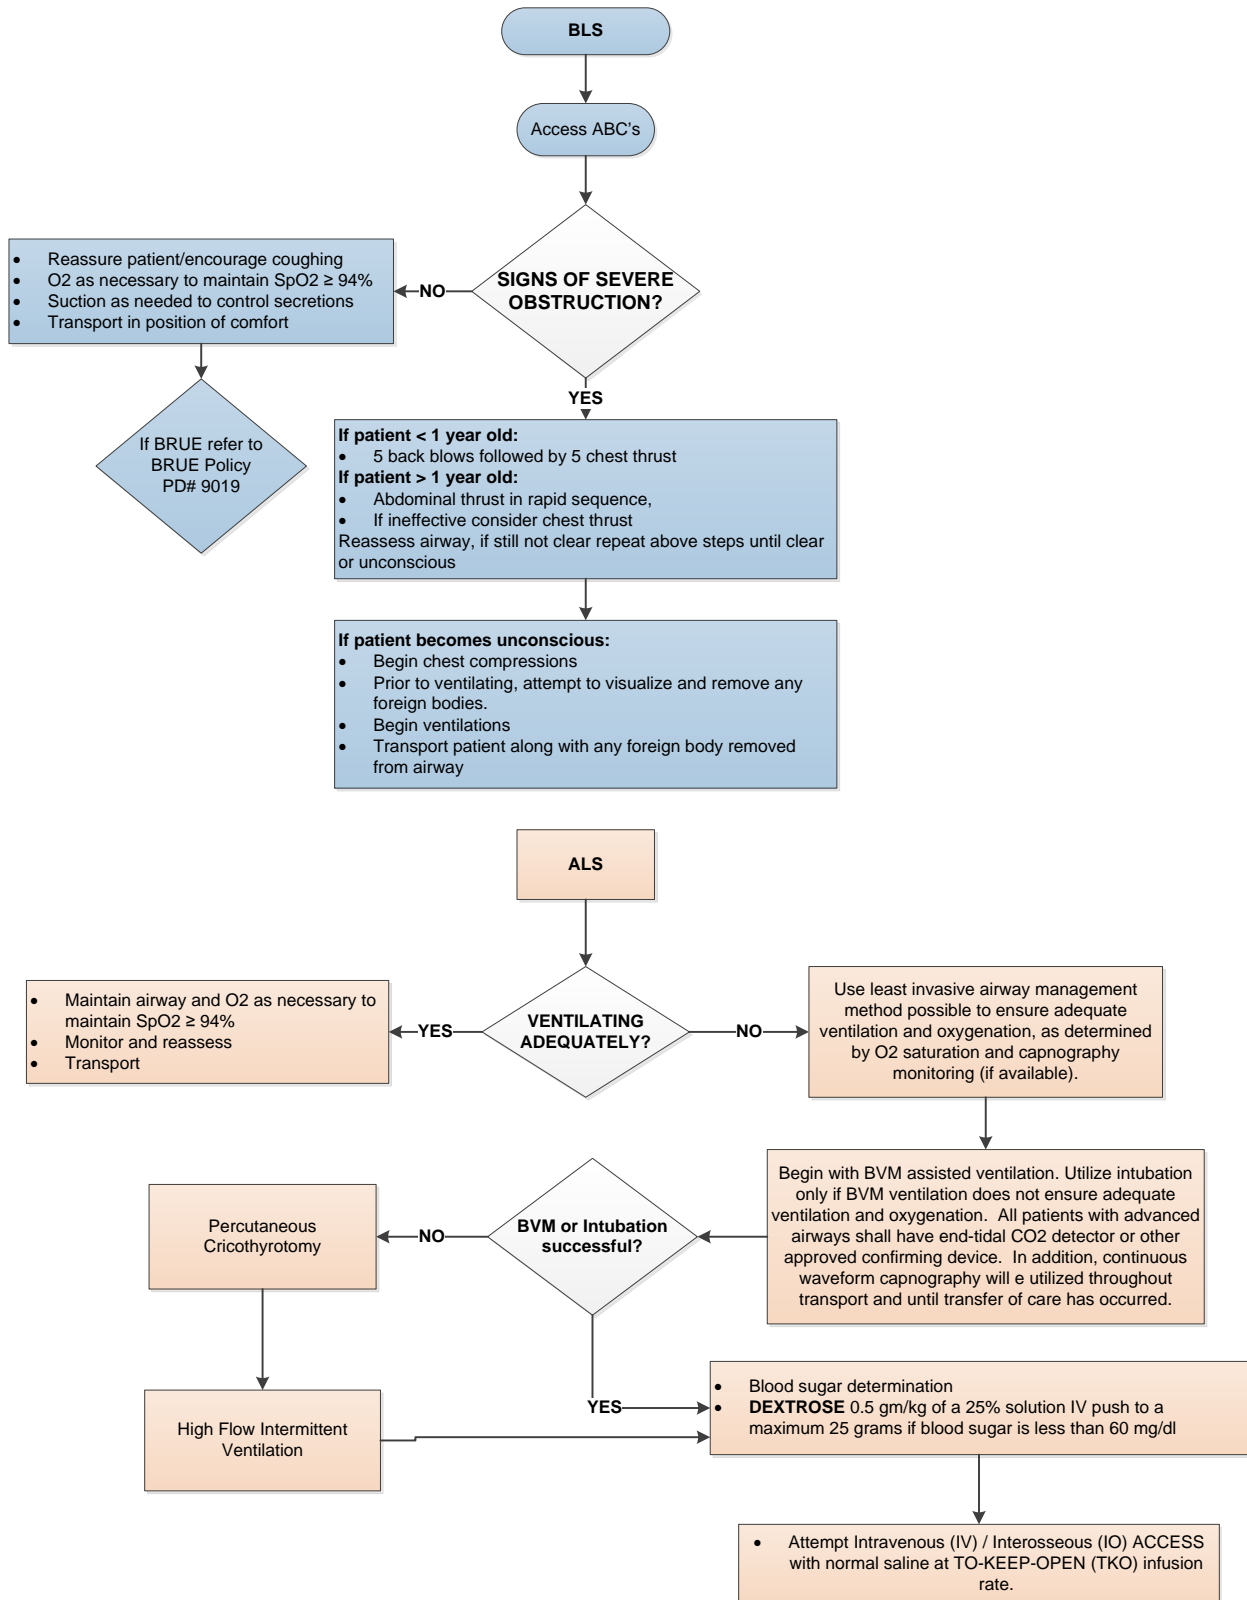 BLS
Access ABC's
SIGNS OF SEVERE
OBSTRUCTION?
NO
• Reassure patient/encourage coughing
• O2 as necessary to maintain SpO2 ≥ 94%
• Suction as needed to control secretions
• Transport in position of comfort
If BRUE refer to
BRUE Policy
PD# 9019
YES
If patient < 1 year old:
• 5 back blows followed by 5 chest thrust
If patient > 1 year old:
• Abdominal thrust in rapid sequence,
• If ineffective consider chest thrust
Reassess airway, if still not clear repeat above steps until clear
or unconscious
If patient becomes unconscious:
• Begin chest compressions
• Prior to ventilating, attempt to visualize and remove any
foreign bodies.
• Begin ventilations
• Transport patient along with any foreign body removed
from airway
ALS
VENTILATING
ADEQUATELY?
YES
• Maintain airway and O2 as necessary to
maintain SpO2 ≥ 94%
• Monitor and reassess
• Transport
NO
Use least invasive airway management
method possible to ensure adequate
ventilation and oxygenation, as determined
by O2 saturation and capnography
monitoring (if available).
Begin with BVM assisted ventilation. Utilize intubation
only if BVM ventilation does not ensure adequate
ventilation and oxygenation. All patients with advanced
airways shall have end-tidal CO2 detector or other
approved confirming device. In addition, continuous
waveform capnography will e utilized throughout
transport and until transfer of care has occurred.
BVM or Intubation
successful?
NO
Percutaneous
Cricothyrotomy
High Flow Intermittent
Ventilation
YES
• Blood sugar determination
• DEXTROSE 0.5 gm/kg of a 25% solution IV push to a
maximum 25 grams if blood sugar is less than 60 mg/dl
• Attempt Intravenous (IV) / Interosseous (IO) ACCESS
with normal saline at TO-KEEP-OPEN (TKO) infusion
rate.